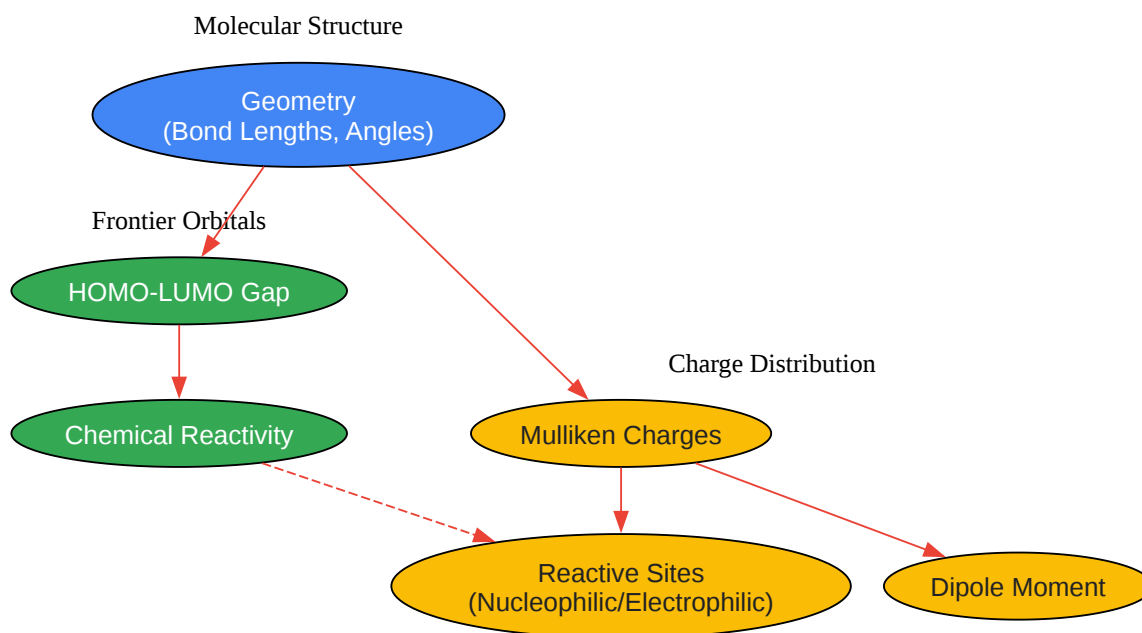 Molecular Structure
Geometry
(Bond Lengths, Angles)
Frontier Orbitals
HOMO-LUMO Gap
Charge Distribution
Chemical Reactivity
Mulliken Charges
Reactive Sites
(Nucleophilic/Electrophilic)
Dipole Moment